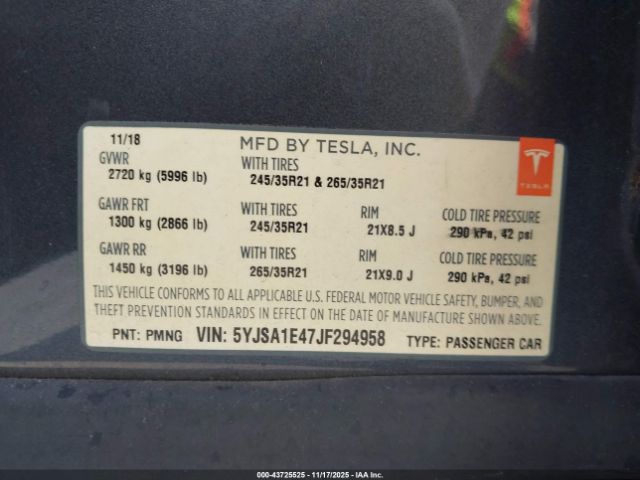 11/18 MFD BY TESLA, INC.
GVWR WITH TIRES
2720 kg (5996 lb) 245/35R21 & 265/35R21
TESLA
GAWR FRT WITH TIRES RIM COLD TIRE PRESSURE
1300 kg (2866 lb) 245/35R21 21X8.5 J 290 kPa, 42 psi
GAWR RR WITH TIRES RIM COLD TIRE PRESSURE
1450 kg (3196 lb) 265/35R21 21X9.0 J 290 kPa, 42 psi
THIS VEHICLE CONFORMS TO ALL APPLICABLE U.S. FEDERAL MOTOR VEHICLE SAFETY, BUMPER, AND
THEFT PREVENTION STANDARDS IN EFFECT ON THE DATE OF MANUFACTURE SHOWN ABOVE.
PNT: PMNG VIN: 5YJSA1E47JF294958 TYPE: PASSENGER CAR
000-43725525 - 11/17/2025 - IAA Inc.